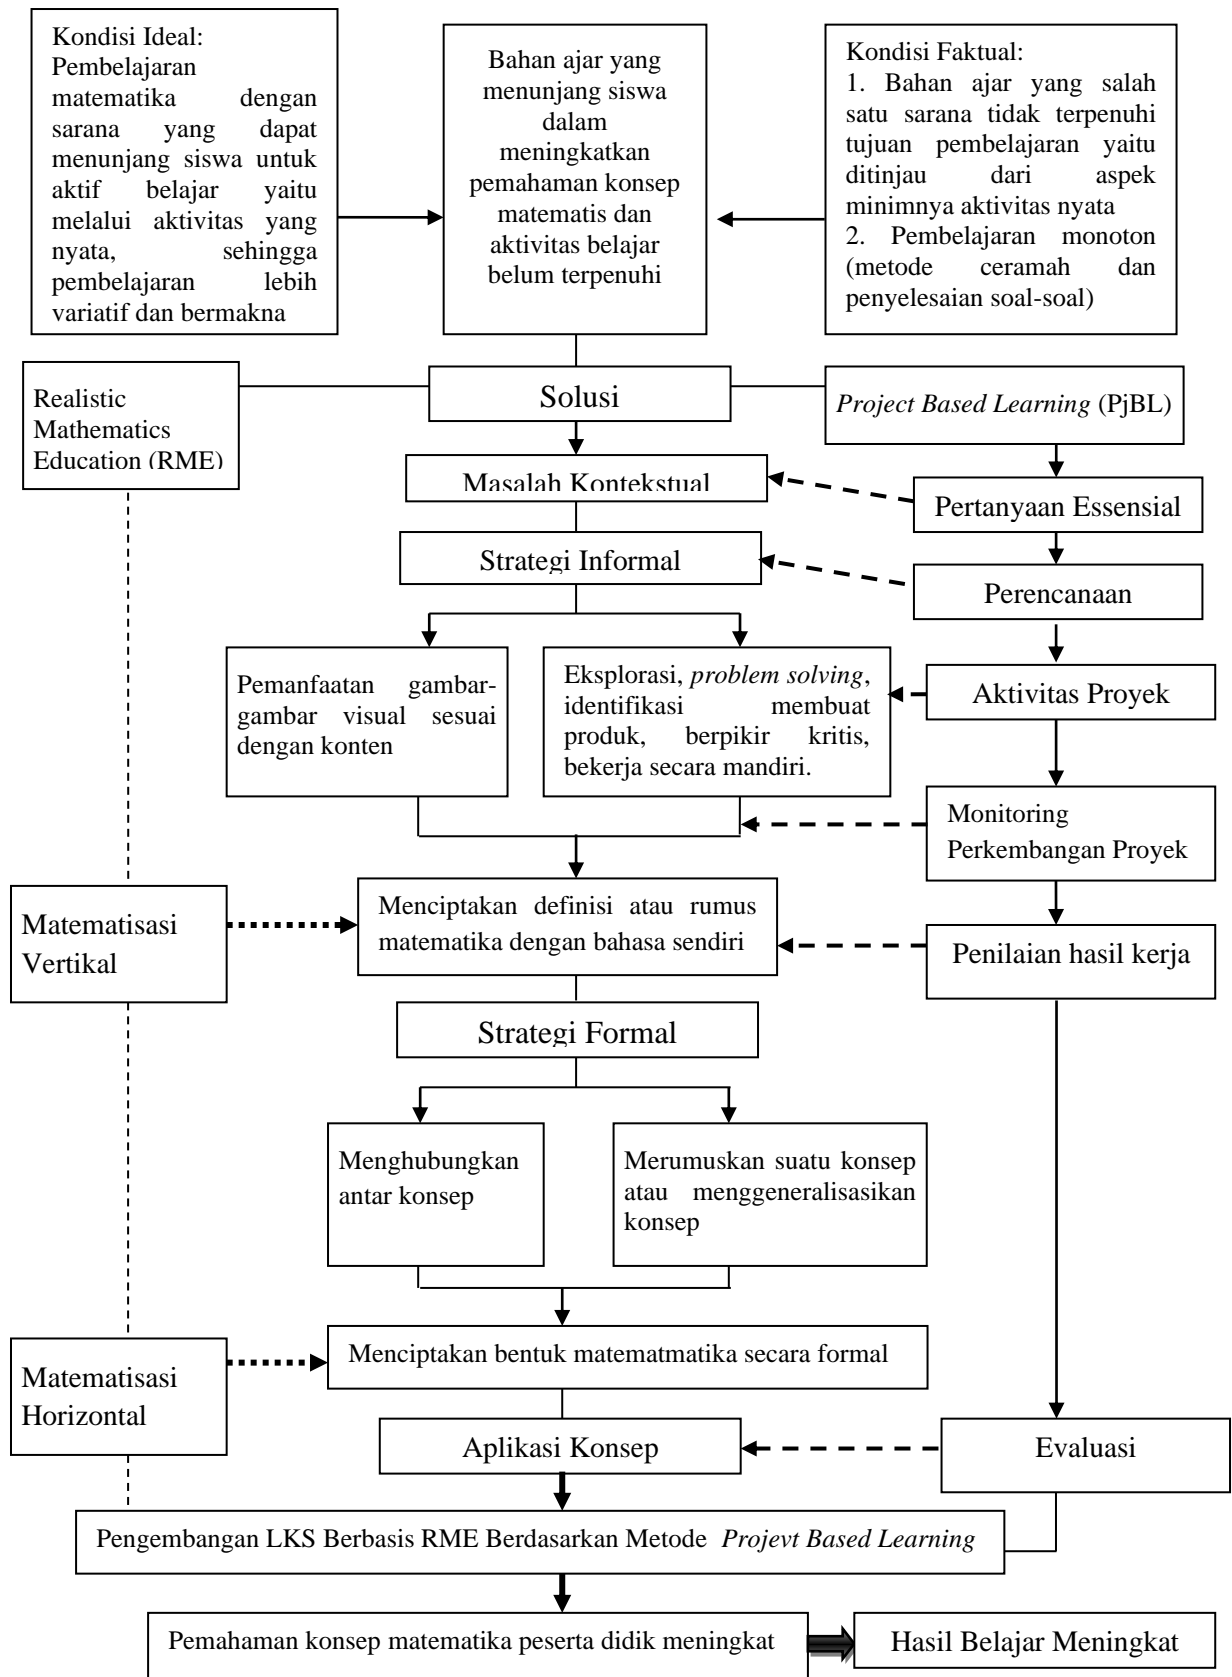 Kondisi Ideal:
Pembelajaran
matematika dengan
sarana yang dapat
menunjang siswa untuk
aktif belajar yaitu
melalui aktivitas yang
nyata, sehingga
pembelajaran lebih
variatif dan bermakna
Bahan ajar yang
menunjang siswa
dalam
meningkatkan
pemahaman konsep
matematis dan
aktivitas belajar
belum terpenuhi
Kondisi Faktual:
1. Bahan ajar yang salah
satu sarana tidak terpenuhi
tujuan pembelajaran yaitu
ditinjau dari aspek
minimnya aktivitas nyata
2. Pembelajaran monoton
(metode ceramah dan
penyelesaian soal-soal)
Realistic
Mathematics
Education (RME)
Solusi
Project Based Learning (PjBL)
Masalah Kontekstual
Pertanyaan Essensial
Strategi Informal
Perencanaan
Pemanfaatan gambar-
gambar visual sesuai
dengan konten
Eksplorasi, problem solving,
identifikasi membuat
produk, berpikir kritis,
bekerja secara mandiri.
Aktivitas Proyek
Monitoring
Perkembangan Proyek
Matematisasi
Vertikal
Menciptakan definisi atau rumus
matematika dengan bahasa sendiri
Penilaian hasil kerja
Strategi Formal
Menghubungkan
antar konsep
Merumuskan suatu konsep
atau menggeneralisasikan
konsep
Matematisasi
Horizontal
Menciptakan bentuk matematmatika secara formal
Aplikasi Konsep
Evaluasi
Pengembangan LKS Berbasis RME Berdasarkan Metode Projevt Based Learning
Pemahaman konsep matematika peserta didik meningkat
Hasil Belajar Meningkat